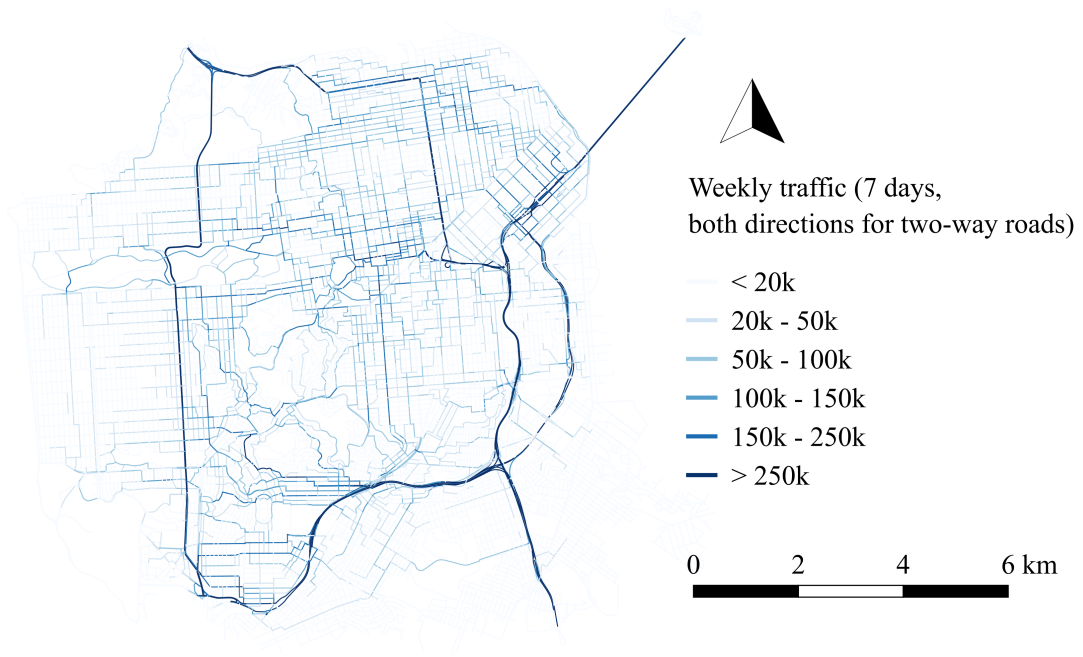 Weekly traffic (7 days,
both directions for two-way roads)
< 20k
20k - 50k
50k - 100k
100k - 150k
150k - 250k
> 250k
0 2 4 6 km